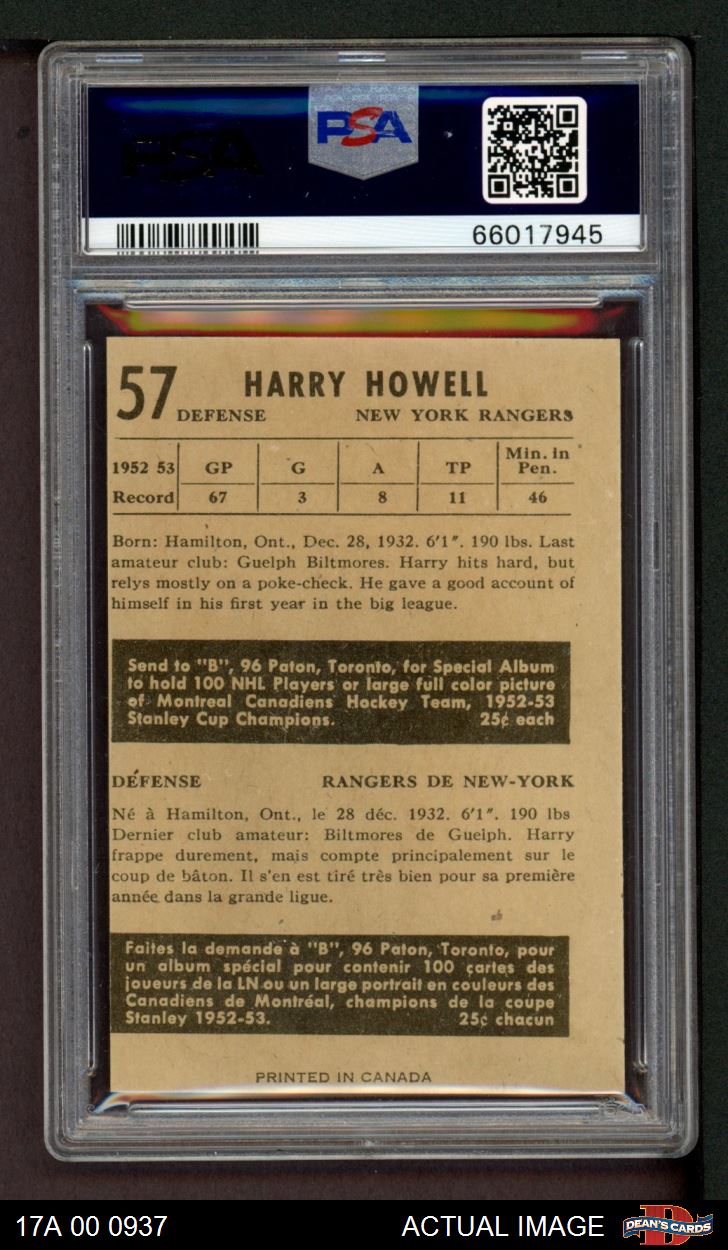 PSA
PSA
66017945
57 HARRY HOWELL
DEFENSE NEW YORK RANGERS
1952 53 GP G A TP Min. in Pen.
Record 67 3 8 11 46
Born: Hamilton, Ont., Dec. 28, 1932. 6'1". 190 lbs. Last
amateur club: Guelph Biltmores. Harry hits hard, but
relys mostly on a poke-check. He gave a good account of
himself in his first year in the big league.
Send to "B", 96 Paton, Toronto, for Special Album
to hold 100 NHL Players or large full color picture
of Montreal Canadiens Hockey Team, 1952-53
Stanley Cup Champions. 25¢ each
DÉFENSE RANGERS DE NEW-YORK
Né à Hamilton, Ont., le 28 déc. 1932. 6'1". 190 lbs
Dernier club amateur: Biltmores de Guelph. Harry
frappe durement, mais compte principalement sur le
coup de bâton. Il s'en est tiré très bien pour sa première
année dans la grande ligue.
Faites la demande à "B", 96 Paton, Toronto, pour
un album spécial pour contenir 100 cartes des
joueurs de la LN ou un large portrait en couleurs des
Canadiens de Montréal, champions de la coupe
Stanley 1952-53. 25¢ chacun
PRINTED IN CANADA
17A 00 0937 ACTUAL IMAGE DEAN'S CARDS